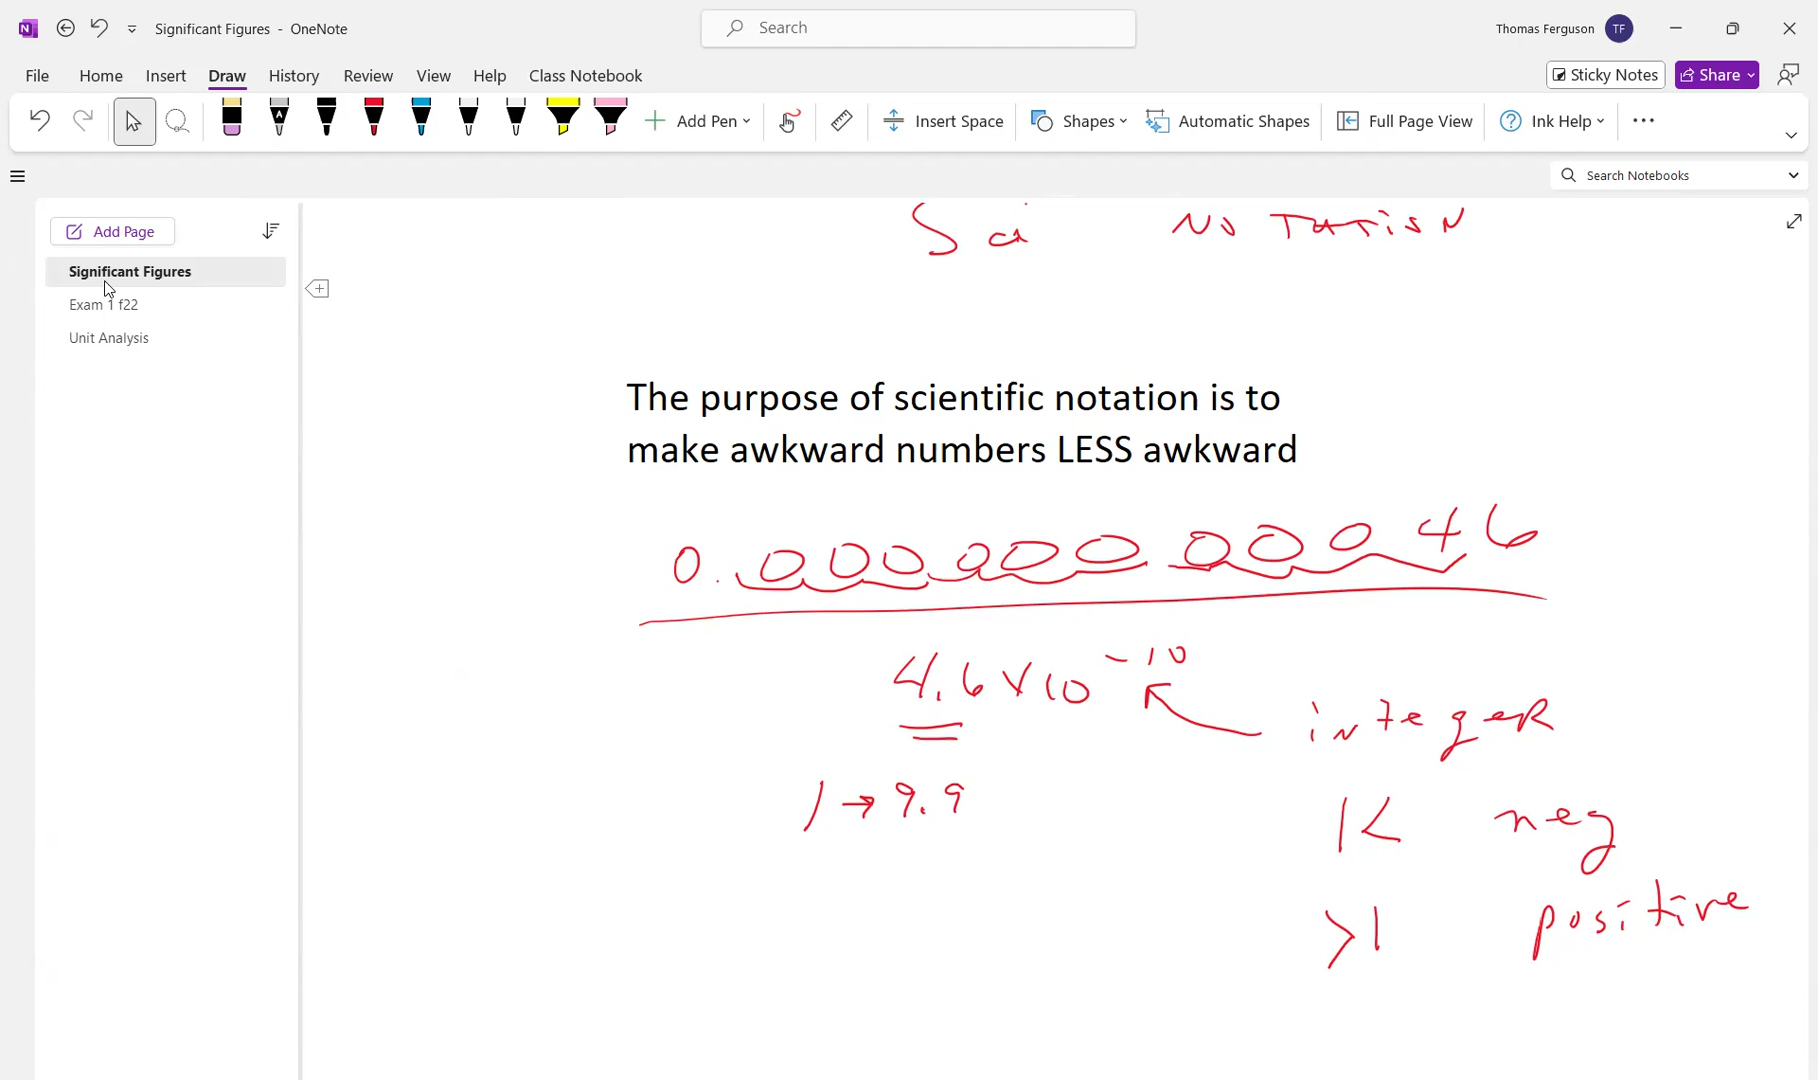 Significant Figures - OneNote
Search
Thomas Ferguson TF
File Home Insert Draw History Review View Help Class Notebook
Sticky Notes Share
A
Add Pen Insert Space Shapes Automatic Shapes Full Page View Ink Help
Search Notebooks
Add Page
Significant Figures
Exam 1 f22
Unit Analysis
Sci NOTATION
The purpose of scientific notation is to
make awkward numbers LESS awkward
0.00000000046
4.6 x 10^-10
integer
1 → 9.9
1< neg
>1 positive